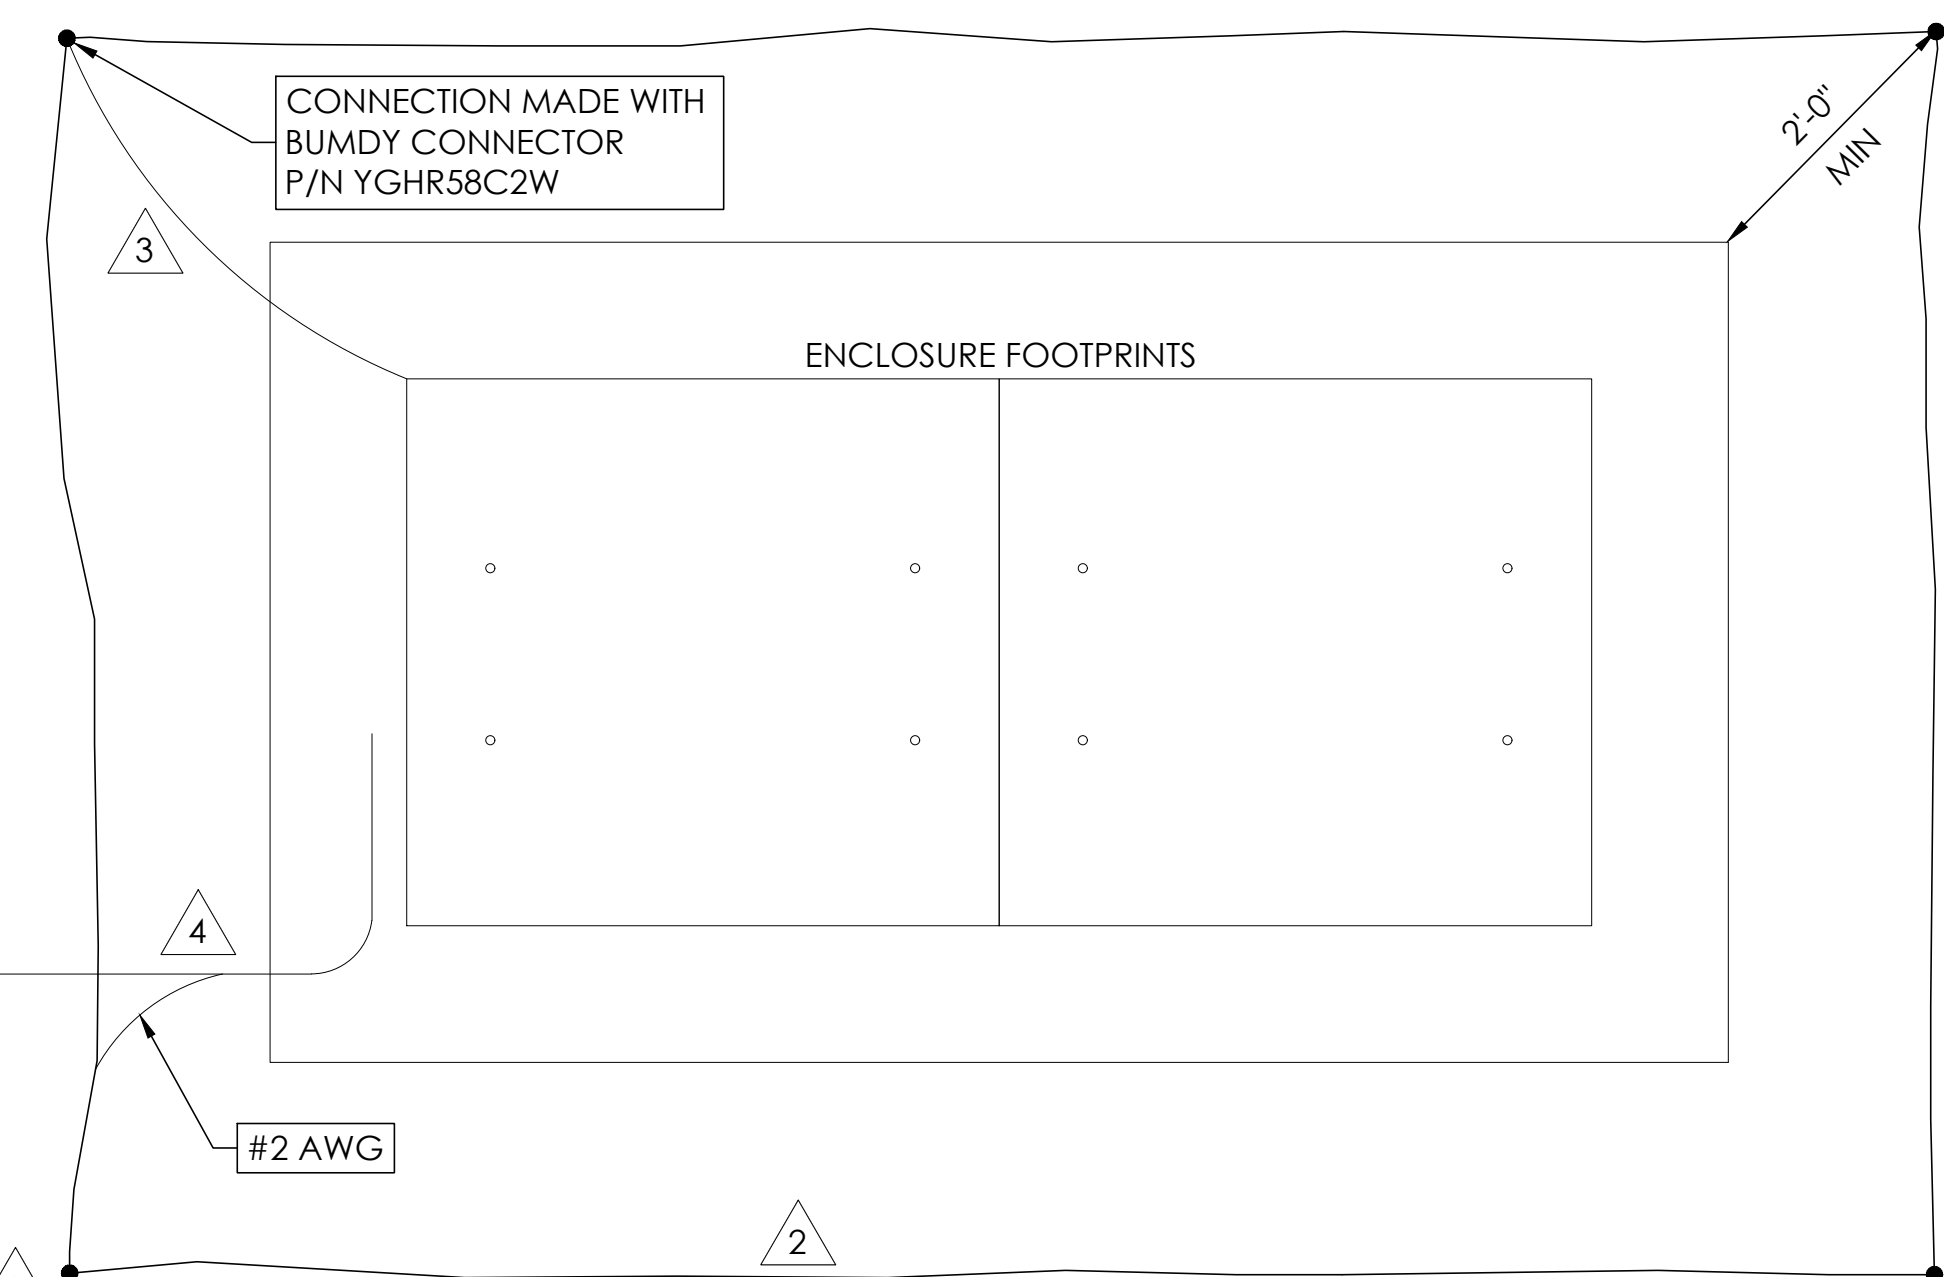 CONNECTION MADE WITH
BUMDY CONNECTOR
P/N YGHR58C2W
2'-0"
MIN
3
ENCLOSURE FOOTPRINTS
4
#2 AWG
2